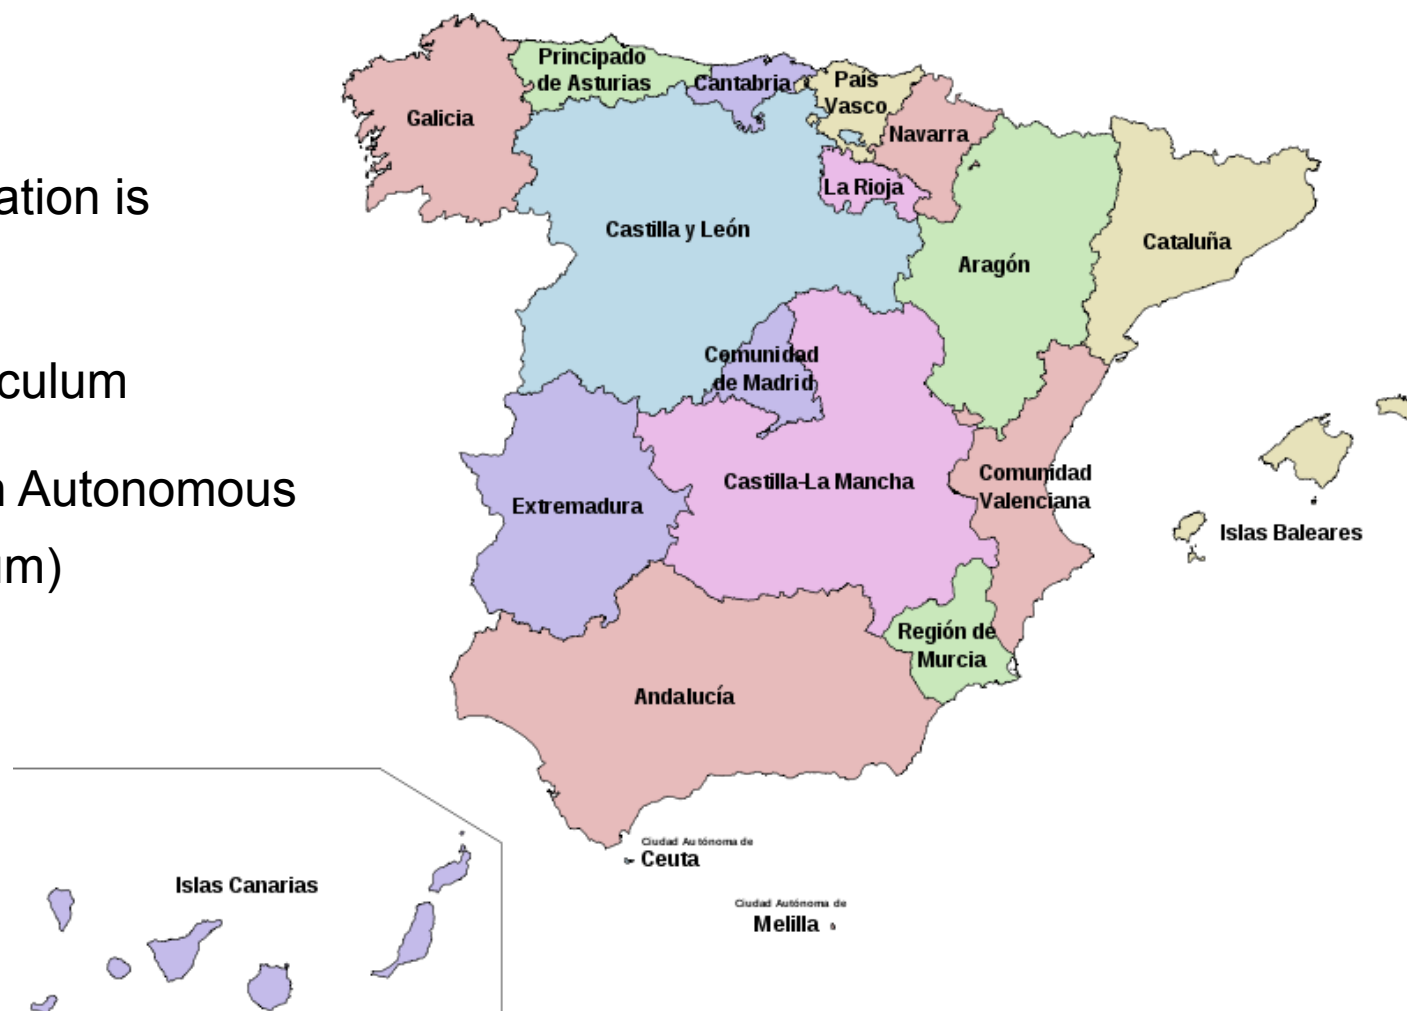 ation is
culum
n Autonomous
um)
Principado
de Asturias
Cantabria
País
Vasco
Galicia
Navarra
La Rioja
Castilla y León
Cataluña
Aragón
Comunidad
de Madrid
Castilla-La Mancha
Comunidad
Valenciana
Extremadura
Islas Baleares
Región de
Murcia
Andalucía
Ciudad Autónoma de
Ceuta
Islas Canarias
Ciudad Autónoma de
Melilla